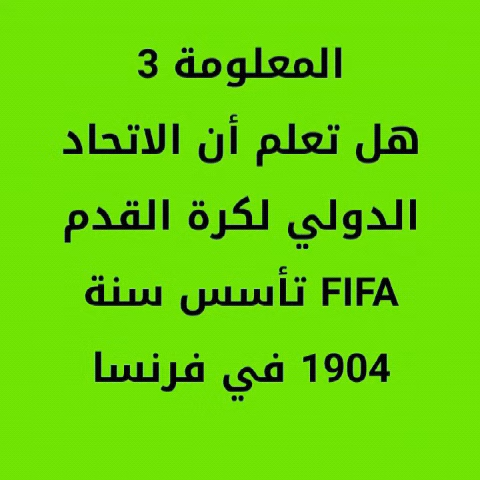 المعلومة 3
هل تعلم أن الاتحاد
الدولي لكرة القدم
FIFA تأسس سنة
1904 في فرنسا